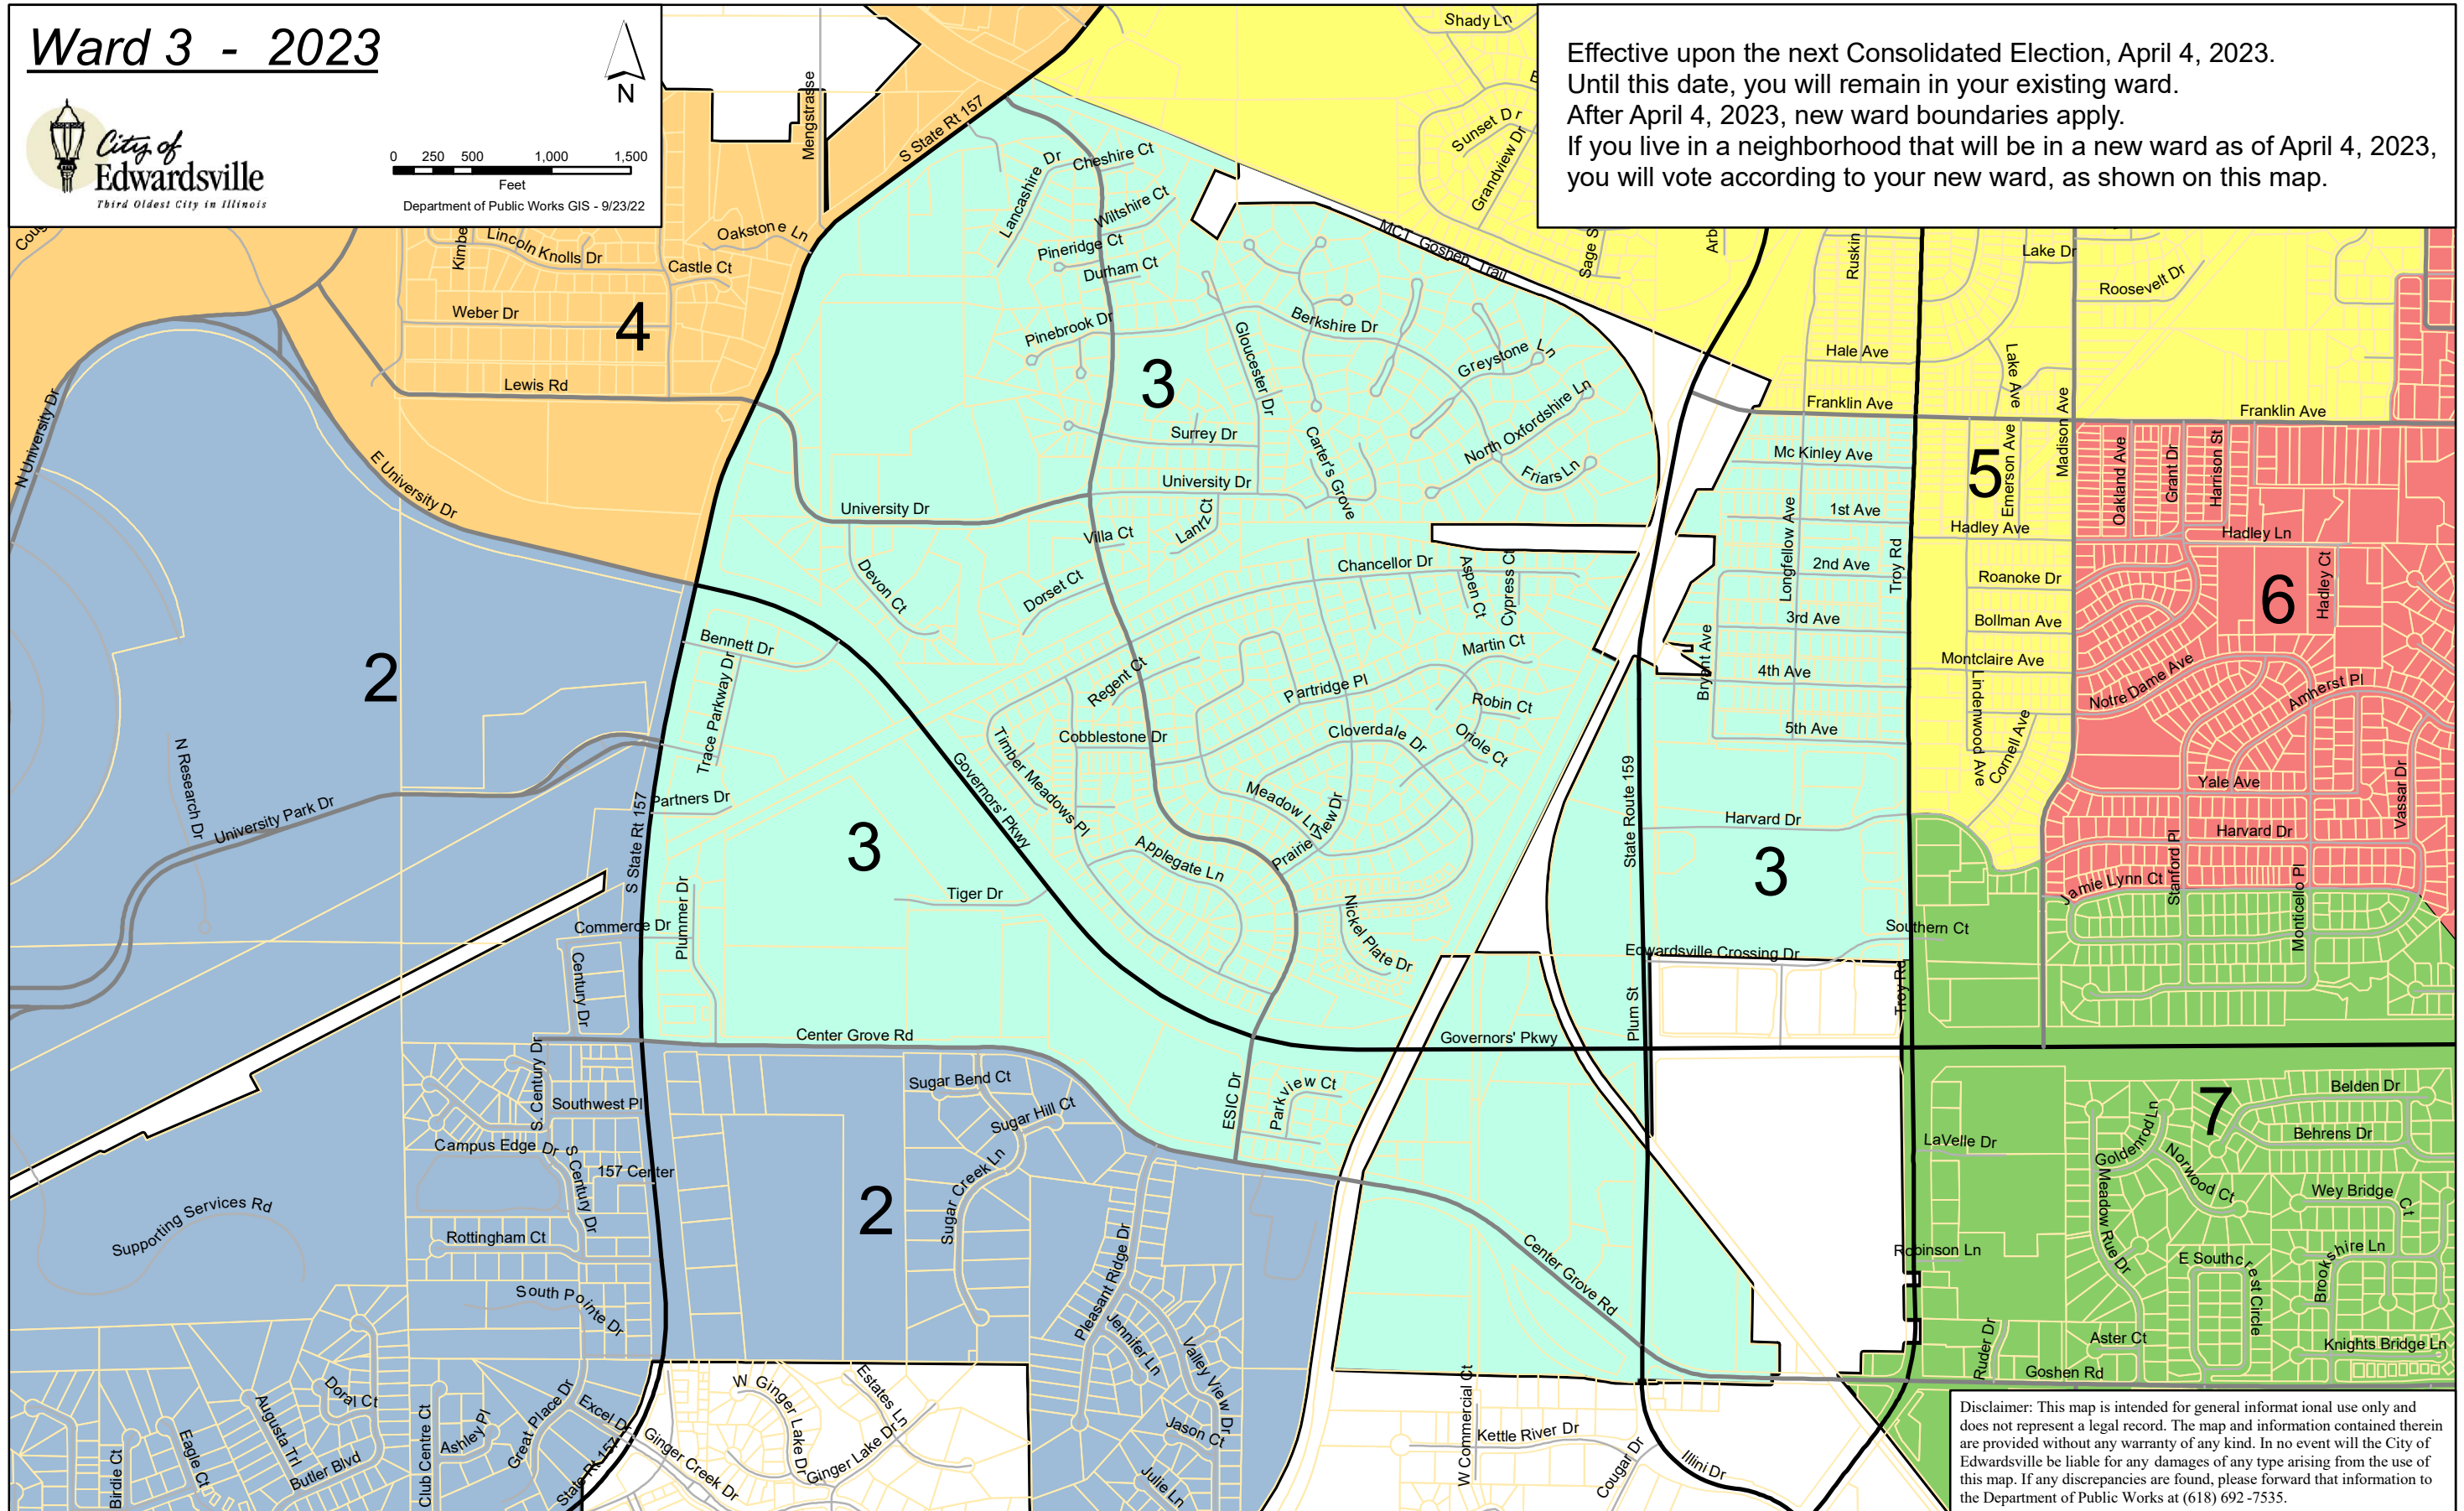 Ward 3 - 2023
N
City of
Edwardsville
Third Oldest City in Illinois
0 250 500 1,000 1,500
Feet
Department of Public Works GIS - 9/23/22
Effective upon the next Consolidated Election, April 4, 2023.
Until this date, you will remain in your existing ward.
After April 4, 2023, new ward boundaries apply.
If you live in a neighborhood that will be in a new ward as of April 4, 2023,
you will vote according to your new ward, as shown on this map.
Shady Ln
Sunset Dr
Grandview Dr
Mengstrasse
S State Rt 157
Lancashire Dr
Cheshire Ct
Wiltshire Ct
Pineridge Ct
Durham Ct
Pinebrook Dr
MCT Goshen Trail
Oakstone Ln
Lincoln Knolls Dr
Castle Ct
Weber Dr
4
Lewis Rd
Berkshire Dr
Gloucester Dr
Greystone Ln
3
North Oxfordshire Ln
Surrey Dr
Carter's Grove
Friars Ln
University Dr
University Dr
Lantz Ct
Villa Ct
Devon Ct
Dorset Ct
Chancellor Dr
Aspen Ct
Cypress Ct
Martin Ct
Lake Dr
Roosevelt Dr
Ruskin
Hale Ave
Lake Ave
Franklin Ave
Franklin Ave
Madison Ave
Mc Kinley Ave
5
Emerson Ave
Oakland Ave
Grant Dr
Harrison St
1st Ave
Longfellow Ave
Hadley Ave
Hadley Ln
2nd Ave
Troy Rd
Roanoke Dr
6
Hadley Ct
3rd Ave
Bollman Ave
Bryant Ave
4th Ave
Montclaire Ave
Notre Dame Ave
Amherst Pl
5th Ave
Lindenwood Ave
Cornell Ave
Yale Ave
Vassar Dr
Harvard Dr
Harvard Dr
Stanford Pl
Jamie Lynn Ct
Monticello Pl
3
Southern Ct
Edwardsville Crossing Dr
State Route 159
Plum St
Troy Rd
N University Dr
E University Dr
2
Bennett Dr
Trace Parkway Dr
Regent Ct
Partridge Pl
Robin Ct
Cobblestone Dr
Cloverdale Dr
Oriole Ct
Timber Meadows Pl
Governors' Pkwy
Meadow Ln
Prairie View Dr
Applegate Ln
Nickel Plate Dr
N Research Dr
University Park Dr
Partners Dr
S State Rt 157
3
Tiger Dr
Plummer Dr
Commerce Dr
Century Dr
Center Grove Rd
Governors' Pkwy
S. Century Dr
Southwest Pl
Sugar Bend Ct
Sugar Hill Ct
ESIC Dr
Parkview Ct
Campus Edge Dr
S Century Dr
157 Center
Sugar Creek Ln
2
Supporting Services Rd
Rottingham Ct
South Pointe Dr
Pleasant Ridge Dr
Jennifer Ln
Valley View Dr
Center Grove Rd
7
Belden Dr
Behrens Dr
LaVelle Dr
Goldenrod Ln
Norwood Ct
Meadow Rue Dr
Wey Bridge Ct
Robinson Ln
E Southcrest Circle
Brookshire Ln
Ruder Dr
Aster Ct
Knights Bridge Ln
Goshen Rd
Doral Ct
Augusta Trl
Butler Blvd
Eagle Ct
Birdie Ct
Club Centre Ct
Ashley Pl
Great Place Dr
Excel Dr
State Rt 157
W Ginger Lake Dr
Estates Ln
Ginger Lake Dr
Ginger Creek Dr
Jason Ct
Julie Ln
W Commercial Ct
Kettle River Dr
Cougar Dr
Illini Dr
Disclaimer: This map is intended for general informat ional use only and
does not represent a legal record. The map and information contained therein
are provided without any warranty of any kind. In no event will the City of
Edwardsville be liable for any damages of any type arising from the use of
this map. If any discrepancies are found, please forward that information to
the Department of Public Works at (618) 692 -7535.